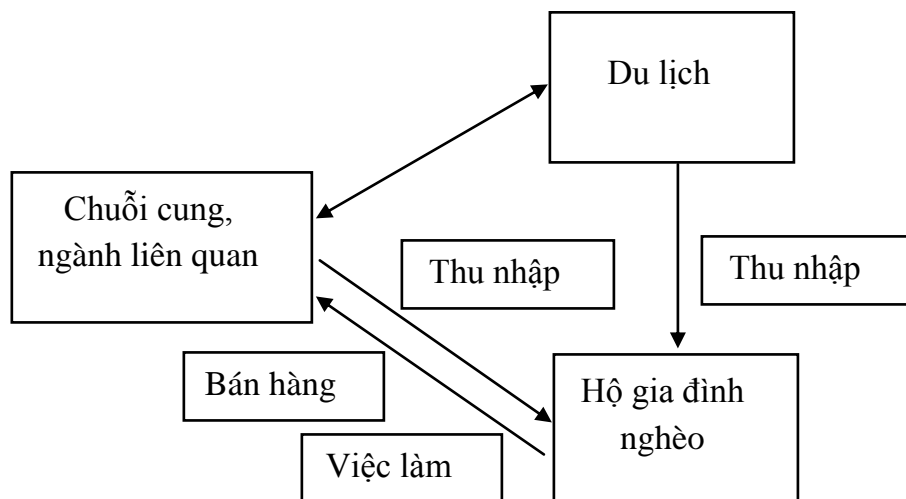 Du lịch
Chuỗi cung,
ngành liên quan
Thu nhập
Thu nhập
Bán hàng
Hộ gia đình
nghèo
Việc làm